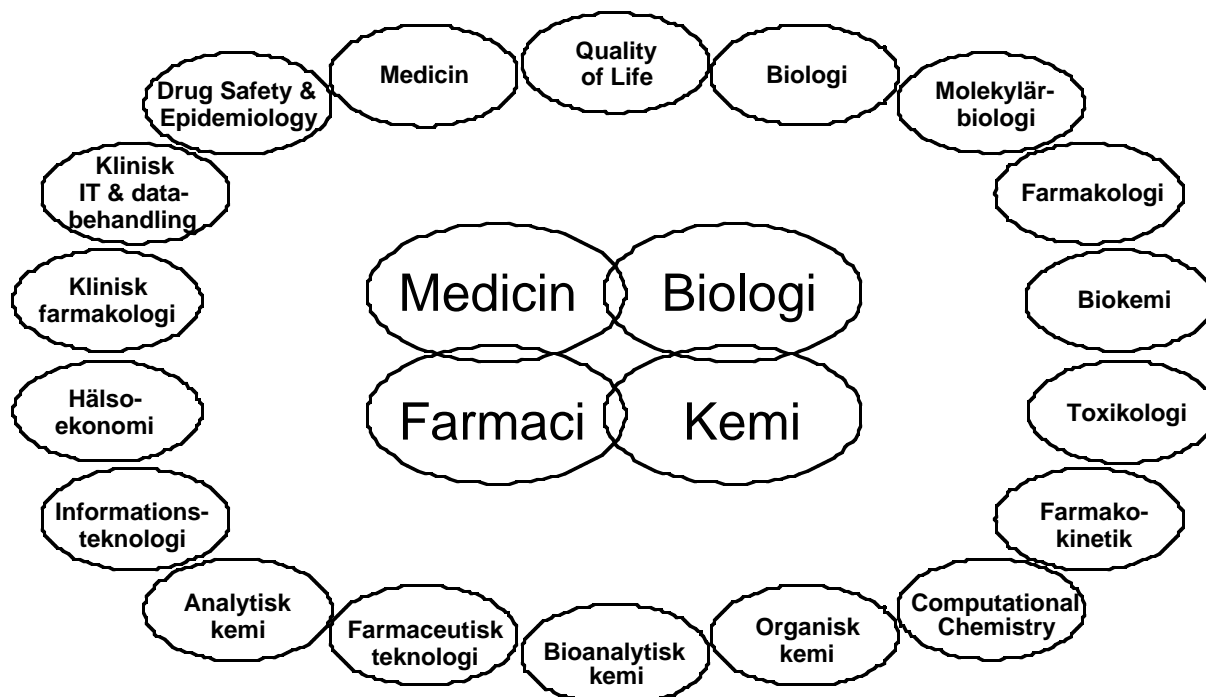 Quality
of Life
Medicin
Biologi
Drug Safety &
Epidemiology
Molekylär-
biologi
Klinisk
IT & data-
behandling
Farmakologi
Klinisk
farmakologi
Medicin
Biologi
Biokemi
Hälso-
ekonomi
Farmaci
Kemi
Toxikologi
Informations-
teknologi
Farmako-
kinetik
Analytisk
kemi
Farmaceutisk
teknologi
Bioanalytisk
kemi
Organisk
kemi
Computational
Chemistry